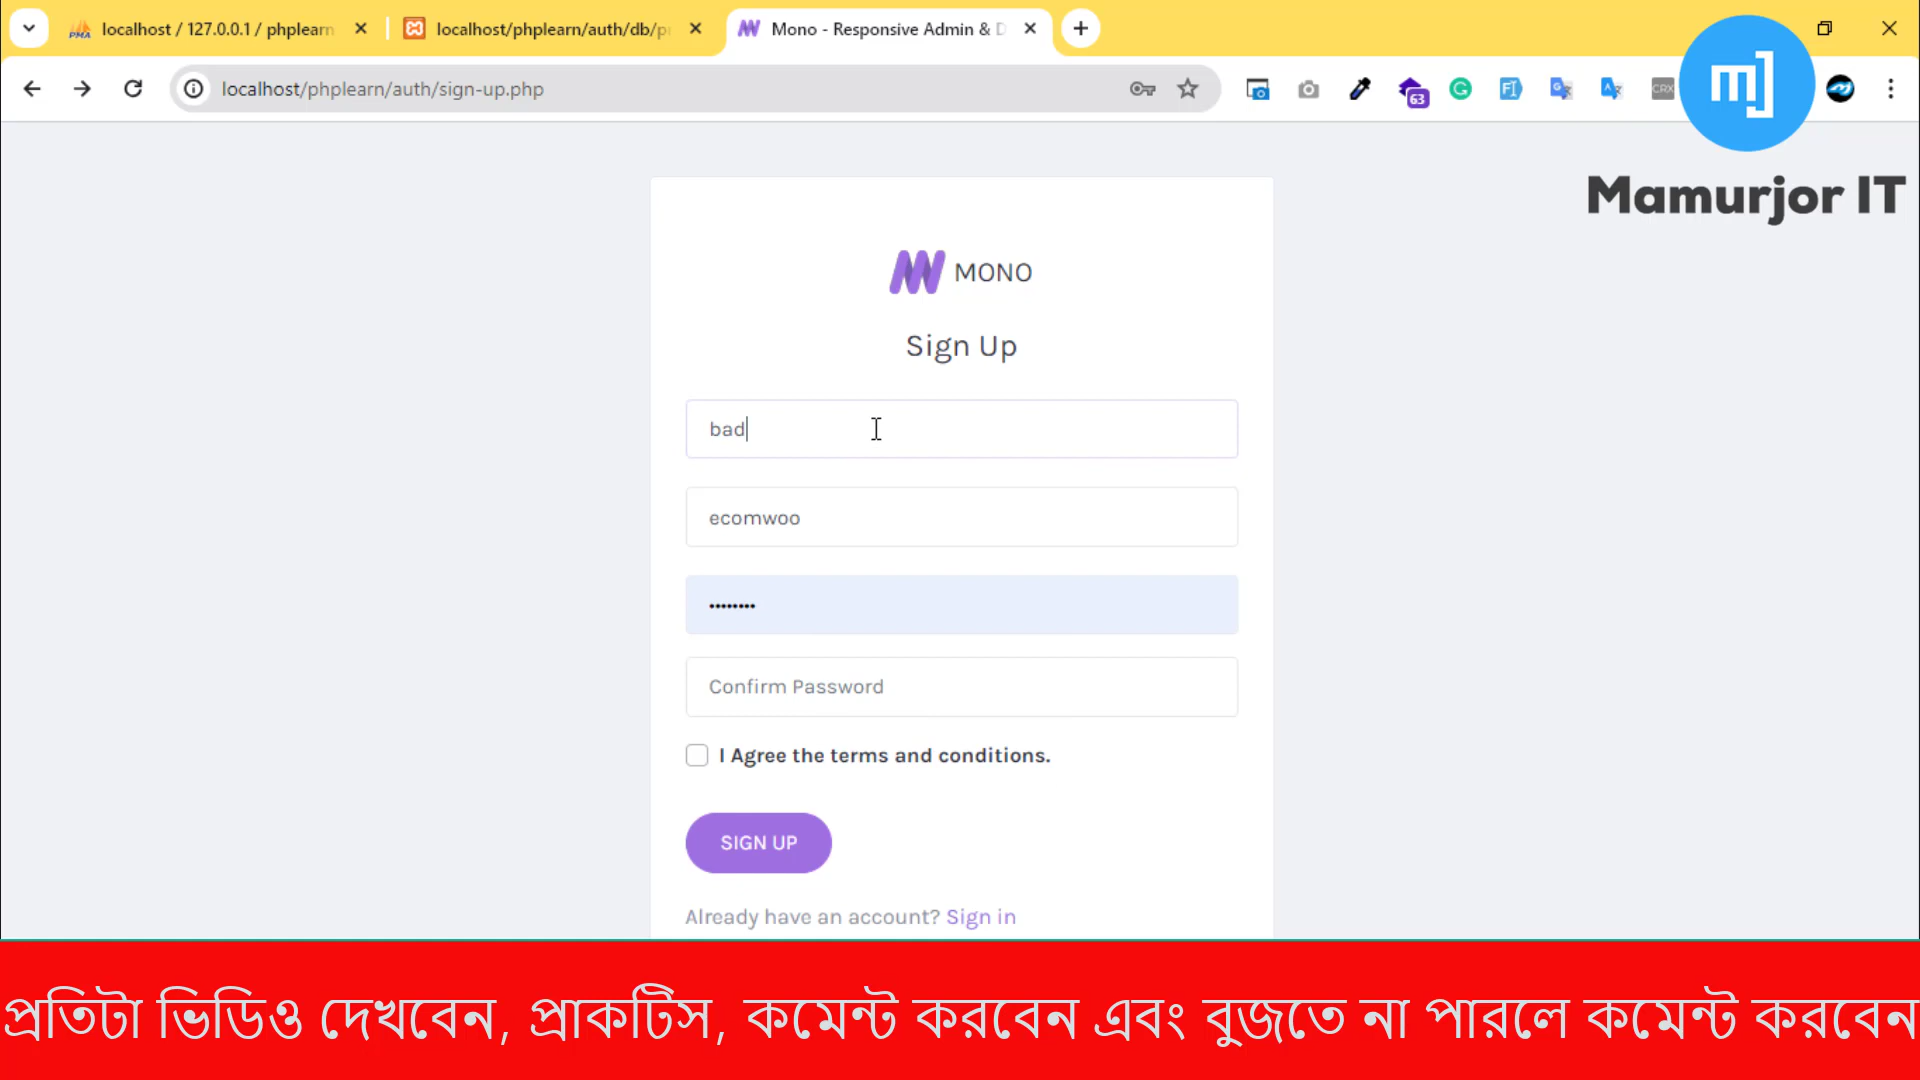 localhost / 127.0.0.1 / phplearn
localhost/phplearn/auth/db/p
Mono - Responsive Admin & D
localhost/phplearn/auth/sign-up.php
63
CRX
Mamurjor IT
MONO
Sign Up
bad
ecomwoo
••••••••
Confirm Password
I Agree the terms and conditions.
SIGN UP
Already have an account? Sign in
প্রতিটা ভিডিও দেখবেন, প্রাকটিস, কমেন্ট করবেন এবং বুজতে না পারলে কমেন্ট করবেন